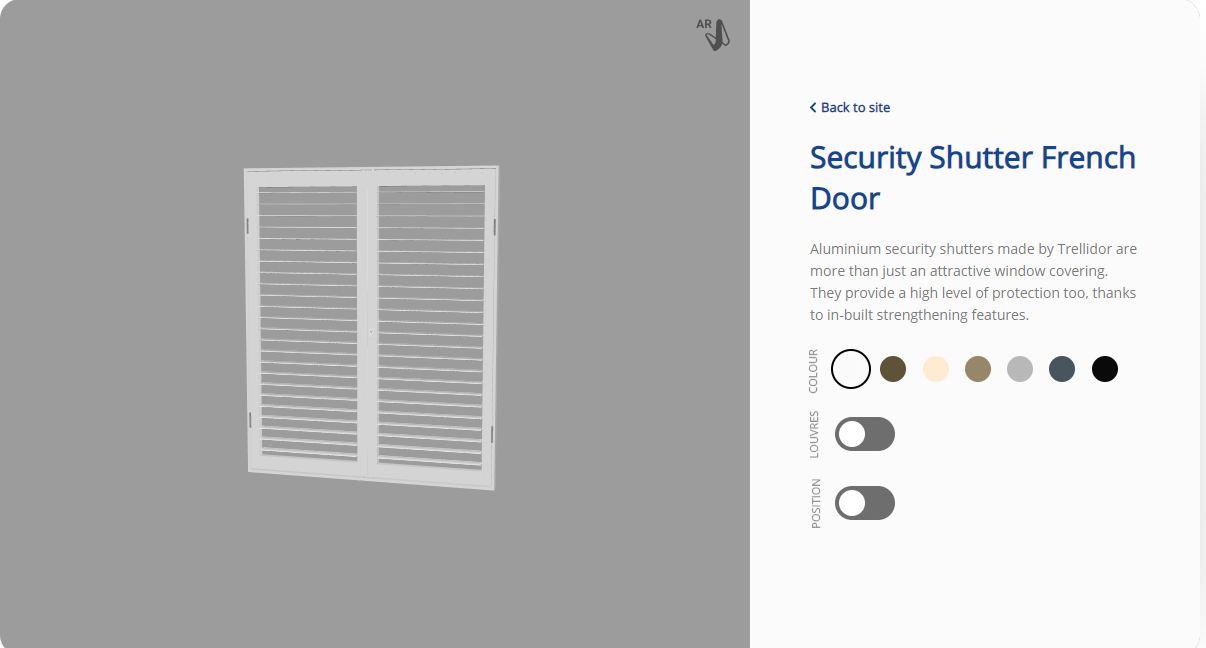 AR
Back to site
Security Shutter French
Door
Aluminium security shutters made by Trellidor are
more than just an attractive window covering.
They provide a high level of protection too, thanks
to in-built strengthening features.
COLOUR
LOUVRES
POSITION